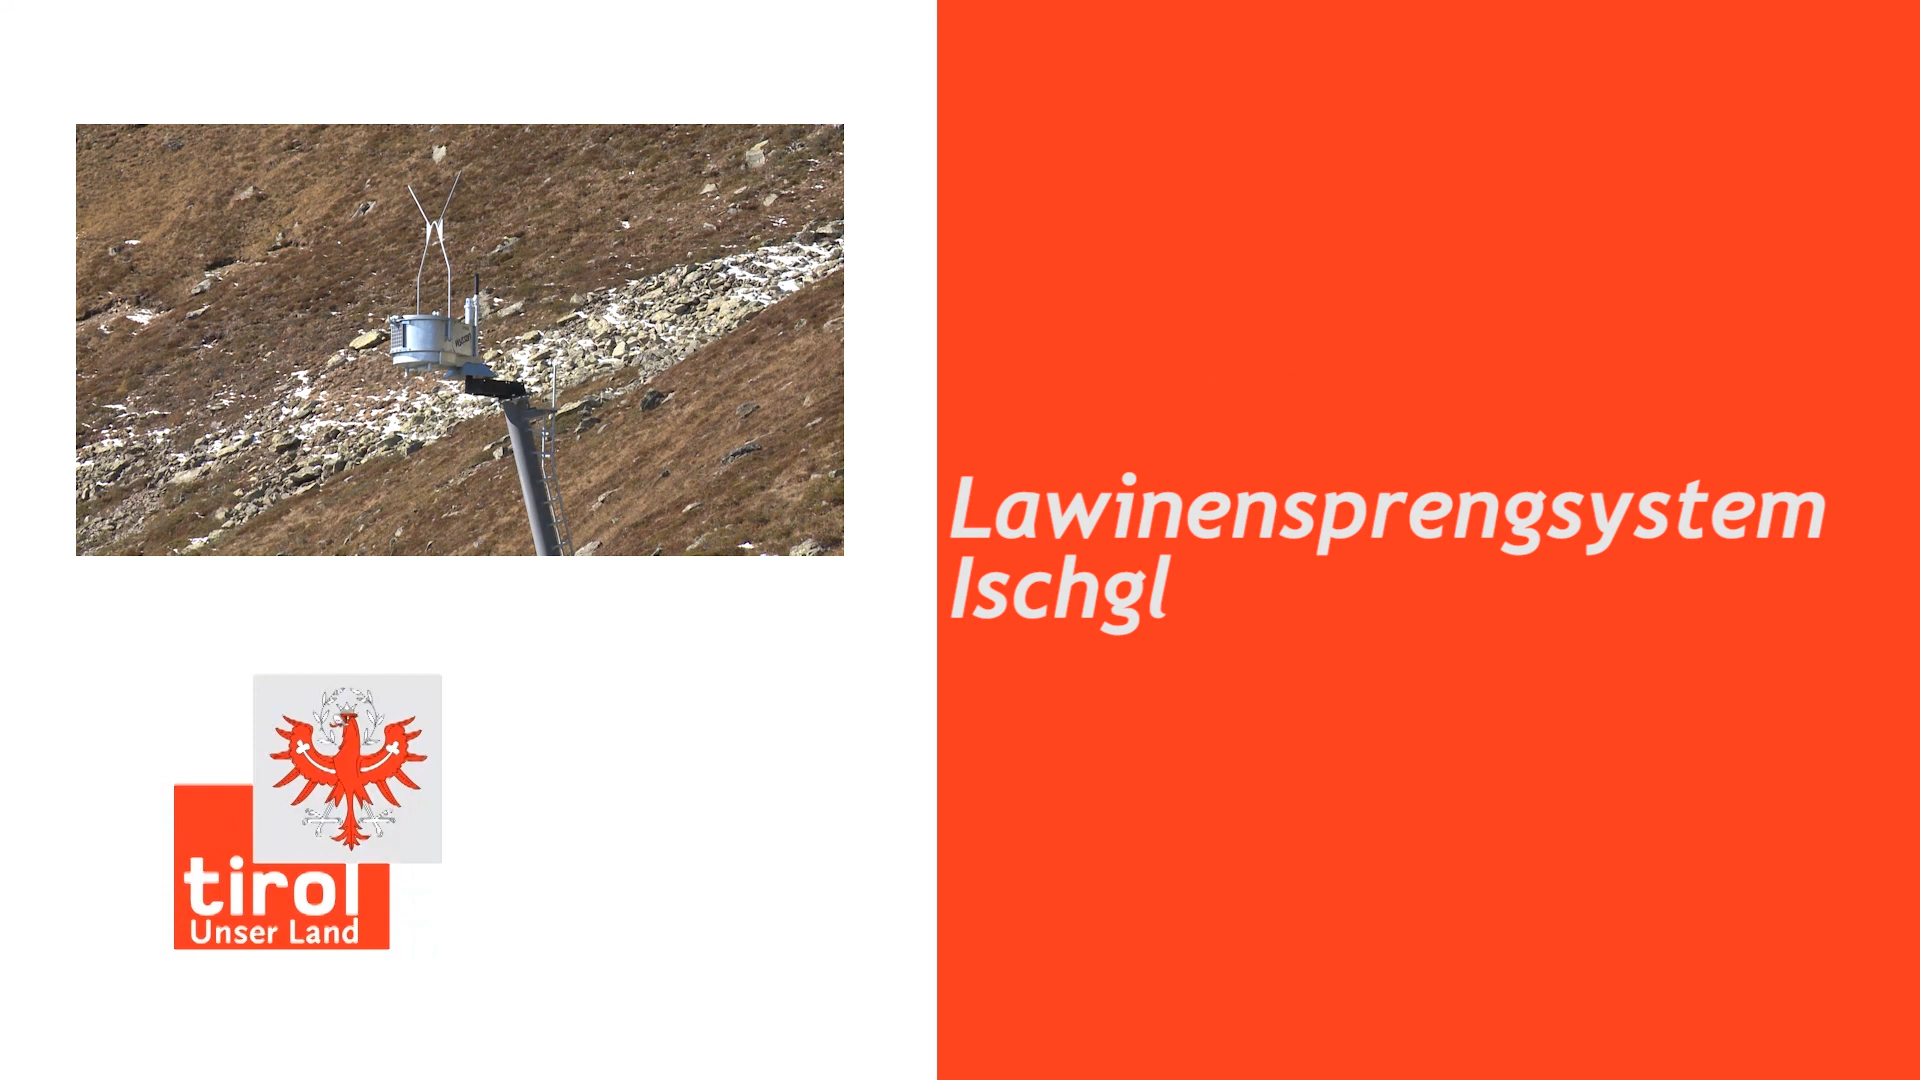 Lawinensprengsystem
Ischgl
tirol
Unser Land